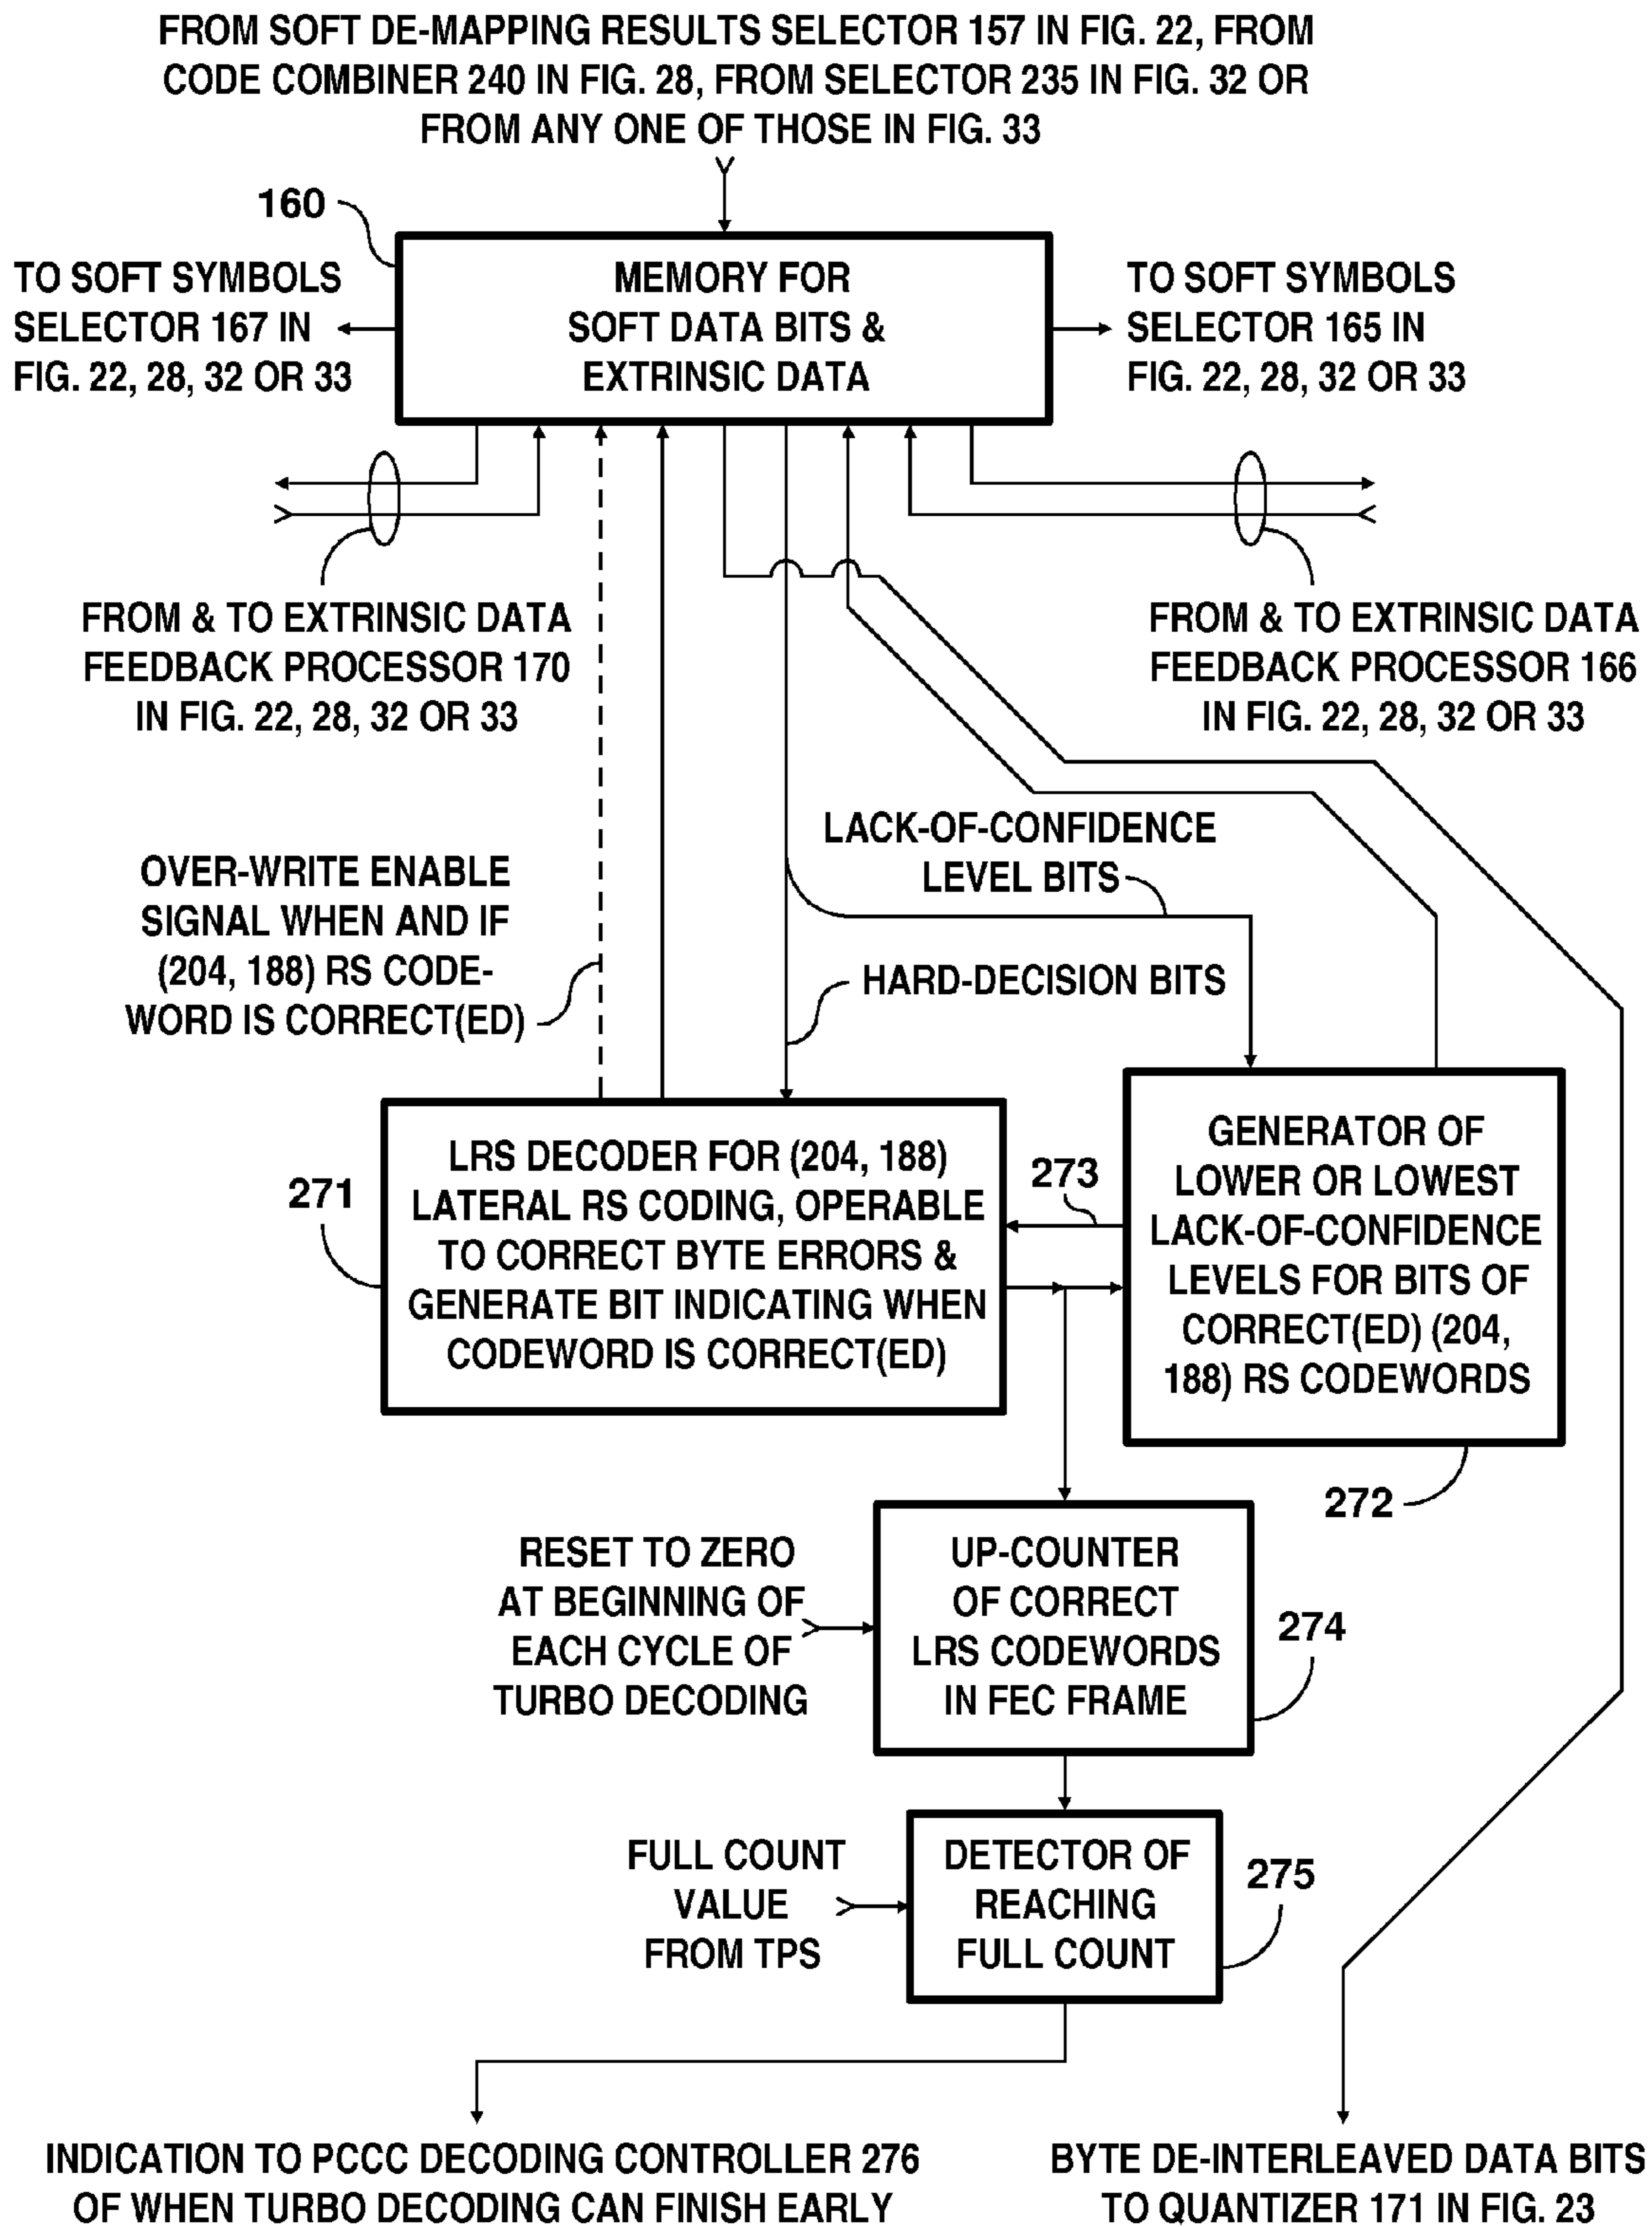 FROM SOFT DE-MAPPING RESULTS SELECTOR 157 IN FIG. 22, FROM
CODE COMBINER 240 IN FIG. 28, FROM SELECTOR 235 IN FIG. 32 OR
FROM ANY ONE OF THOSE IN FIG. 33
160
TO SOFT SYMBOLS
SELECTOR 167 IN
FIG. 22, 28, 32 OR 33
MEMORY FOR
SOFT DATA BITS &
EXTRINSIC DATA
TO SOFT SYMBOLS
SELECTOR 165 IN
FIG. 22, 28, 32 OR 33
FROM & TO EXTRINSIC DATA
FEEDBACK PROCESSOR 170
IN FIG. 22, 28, 32 OR 33
FROM & TO EXTRINSIC DATA
FEEDBACK PROCESSOR 166
IN FIG. 22, 28, 32 OR 33
LACK-OF-CONFIDENCE
LEVEL BITS
OVER-WRITE ENABLE
SIGNAL WHEN AND IF
(204, 188) RS CODE-
WORD IS CORRECT(ED)
HARD-DECISION BITS
271
LRS DECODER FOR (204, 188)
LATERAL RS CODING, OPERABLE
TO CORRECT BYTE ERRORS &
GENERATE BIT INDICATING WHEN
CODEWORD IS CORRECT(ED)
273
GENERATOR OF
LOWER OR LOWEST
LACK-OF-CONFIDENCE
LEVELS FOR BITS OF
CORRECT(ED) (204,
188) RS CODEWORDS
272
RESET TO ZERO
AT BEGINNING OF
EACH CYCLE OF
TURBO DECODING
UP-COUNTER
OF CORRECT
LRS CODEWORDS
IN FEC FRAME
274
FULL COUNT
VALUE
FROM TPS
DETECTOR OF
REACHING
FULL COUNT
275
INDICATION TO PCCC DECODING CONTROLLER 276
OF WHEN TURBO DECODING CAN FINISH EARLY
BYTE DE-INTERLEAVED DATA BITS
TO QUANTIZER 171 IN FIG. 23